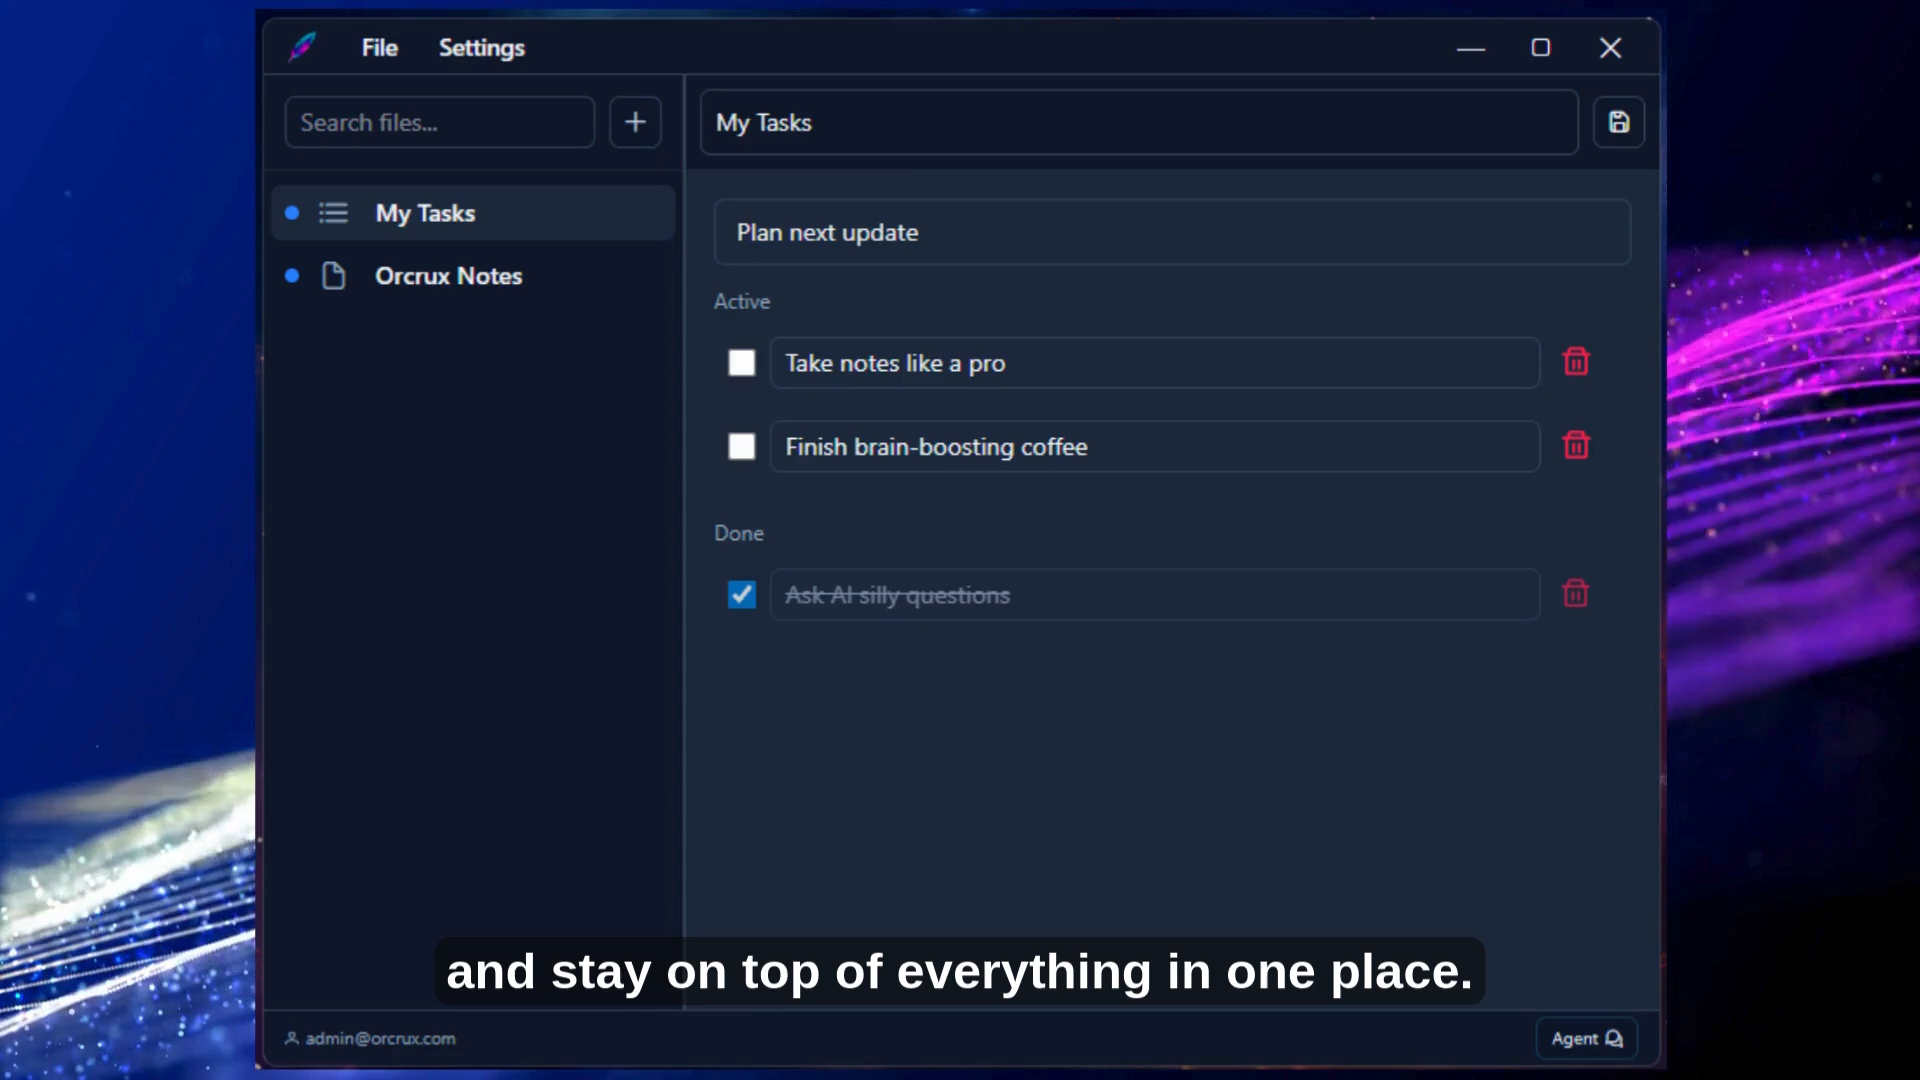 File Settings
Search files...
My Tasks
My Tasks
Orcrux Notes
Plan next update
Active
Take notes like a pro
Finish brain-boosting coffee
Done
Ask AI silly questions
and stay on top of everything in one place.
admin@orcrux.com
Agent